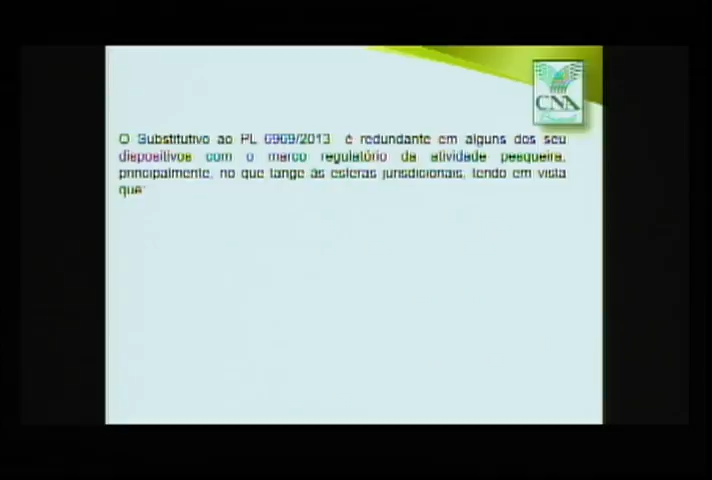 CNA
Brasil
O Substitutivo ao PL 6969/2013 é redundante em alguns dos seu
dispositivos com o marco regulatório da atividade pesqueira,
principalmente, no que tange às esferas jurisdicionais, tendo em vista
que: